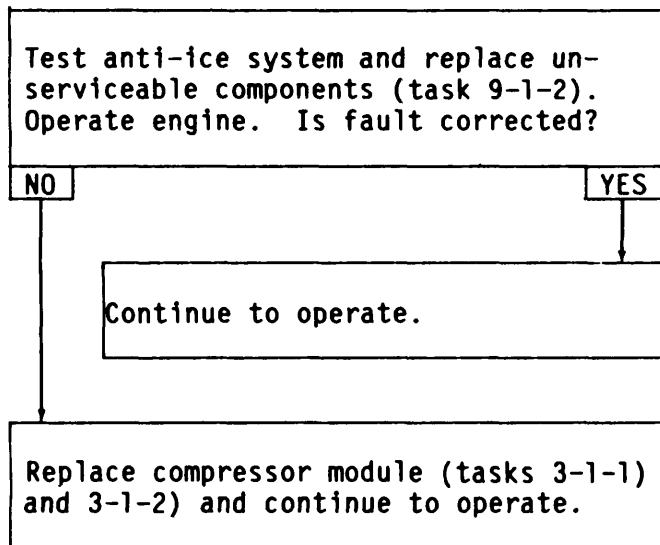 Test anti-ice system and replace un-
serviceable components (task 9-1-2).
Operate engine.  Is fault corrected?
NO
YES
Continue to operate.
Replace compressor module (tasks 3-1-1)
and 3-1-2) and continue to operate.